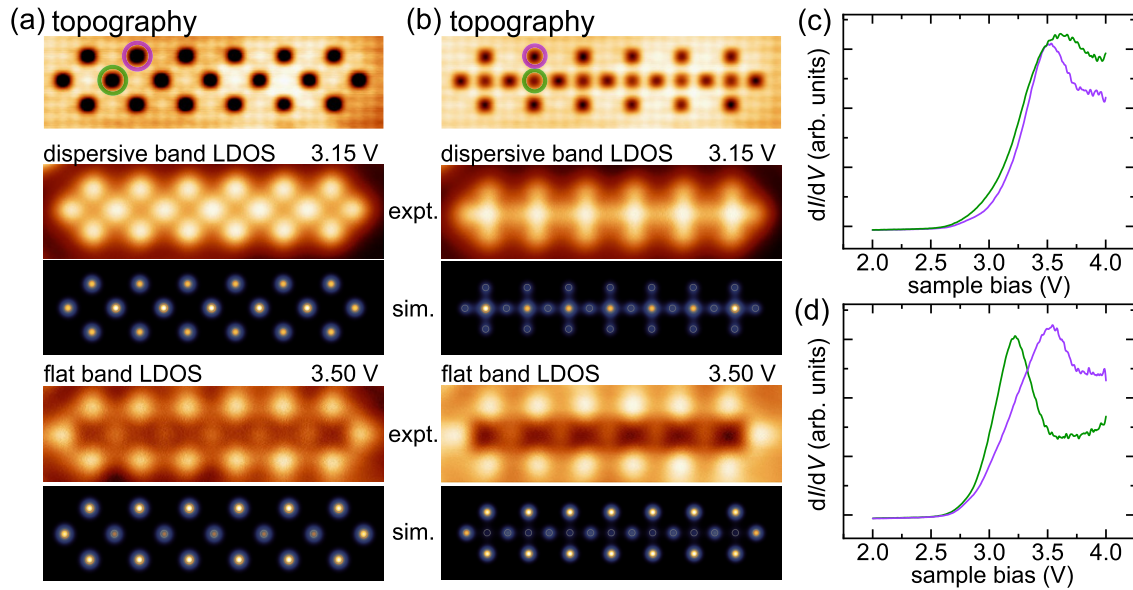 (a) topography
dispersive band LDOS 3.15 V
flat band LDOS 3.50 V
expt.
sim.
expt.
sim.
(b) topography
dispersive band LDOS 3.15 V
flat band LDOS 3.50 V
(c)
dI/dV (arb. units)
2.0 2.5 3.0 3.5 4.0
sample bias (V)
(d)
dI/dV (arb. units)
2.0 2.5 3.0 3.5 4.0
sample bias (V)